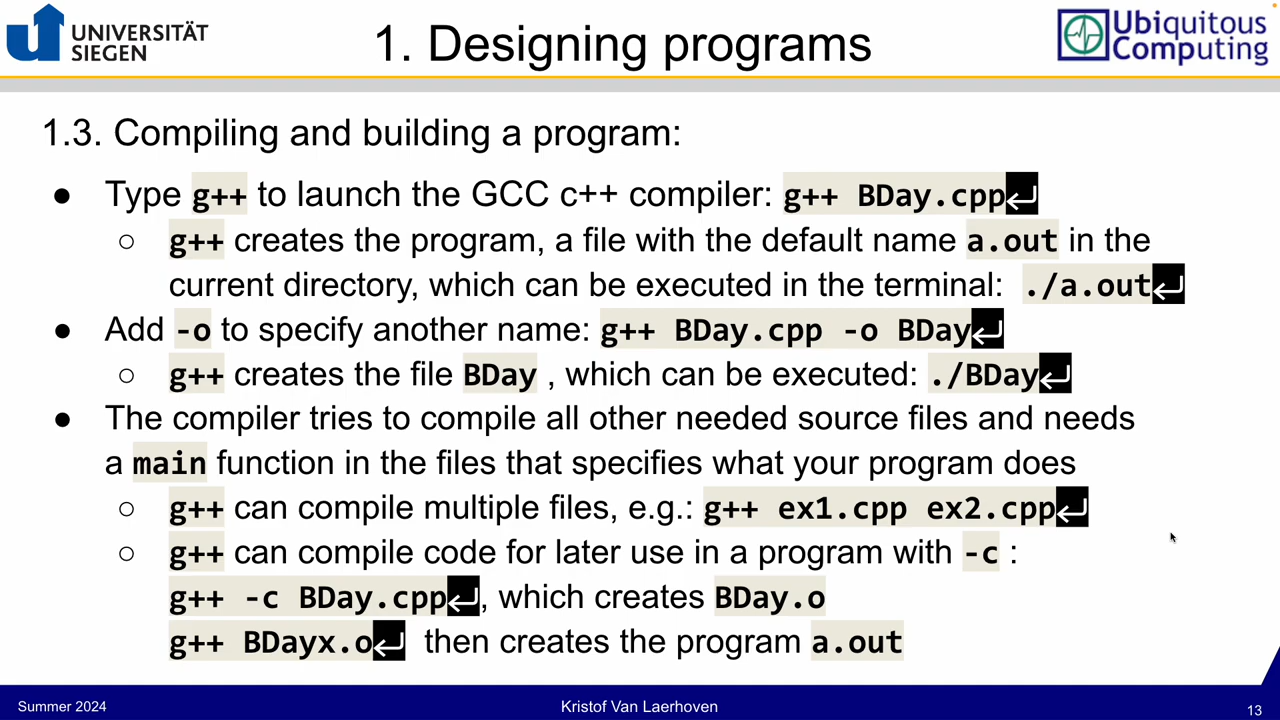 UNIVERSITÄT
SIEGEN
1. Designing programs
Ubiquitous
Computing
1.3. Compiling and building a program:
● Type g++ to launch the GCC c++ compiler: g++ BDay.cpp↵
○ g++ creates the program, a file with the default name a.out in the
current directory, which can be executed in the terminal: ./a.out↵
● Add -o to specify another name: g++ BDay.cpp -o BDay↵
○ g++ creates the file BDay , which can be executed: ./BDay↵
● The compiler tries to compile all other needed source files and needs
a main function in the files that specifies what your program does
○ g++ can compile multiple files, e.g.: g++ ex1.cpp ex2.cpp↵
○ g++ can compile code for later use in a program with -c :
g++ -c BDay.cpp↵, which creates BDay.o
g++ BDayx.o↵ then creates the program a.out
Summer 2024
Kristof Van Laerhoven
13